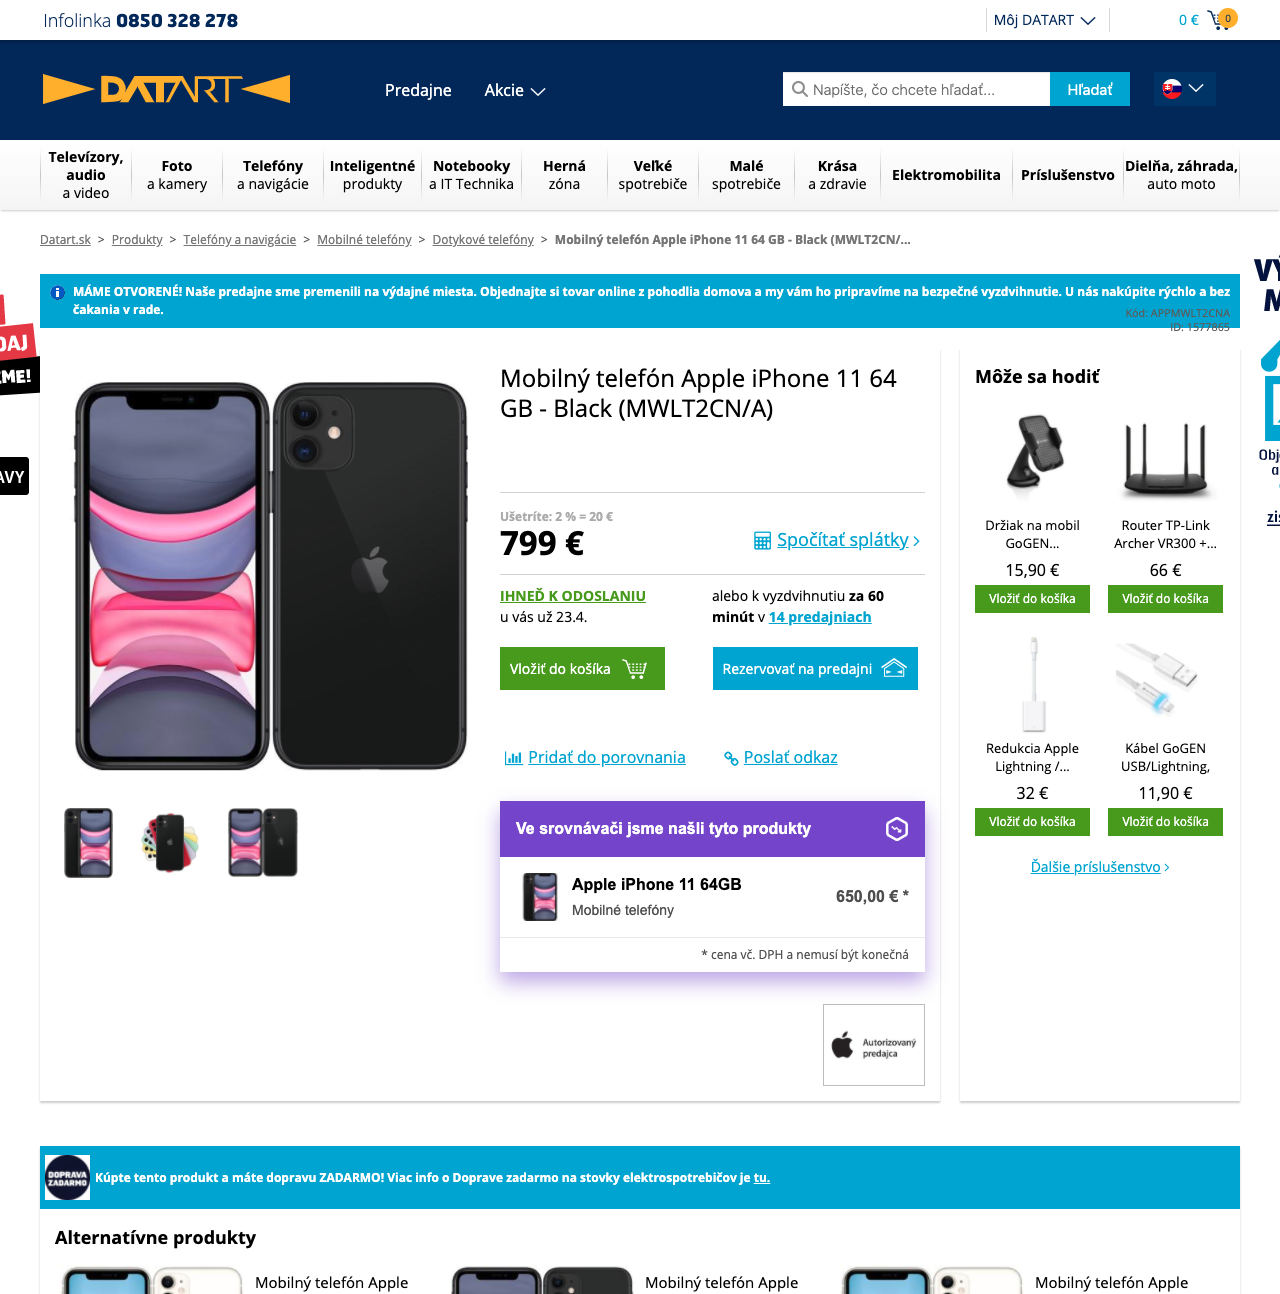 Infolinka 0850 328 278
Môj DATART
0 €
0
DATART
Predajne
Akcie
Napíšte, čo chcete hľadať...
Hľadať
Televízory, audio a video
Foto a kamery
Telefóny a navigácie
Inteligentné produkty
Notebooky a IT Technika
Herná zóna
Veľké spotrebiče
Malé spotrebiče
Krása a zdravie
Elektromobilita
Príslušenstvo
Dielňa, záhrada, auto moto
Datart.sk > Produkty > Telefóny a navigácie > Mobilné telefóny > Dotykové telefóny > Mobilný telefón Apple iPhone 11 64 GB - Black (MWLT2CN/...
MÁME OTVORENÉ! Naše predajne sme premenili na výdajné miesta. Objednajte si tovar online z pohodlia domova a my vám ho pripravíme na bezpečné vyzdvihnutie. U nás nakúpite rýchlo a bez
čakania v rade.
Kód: APPMWLT2CNA
ID: 1577865
Mobilný telefón Apple iPhone 11 64
GB - Black (MWLT2CN/A)
Ušetríte: 2 % = 20 €
799 €
Spočítať splátky
IHNEĎ K ODOSLANIU
u vás už 23.4.
alebo k vyzdvihnutiu za 60
minút v 14 predajniach
Vložiť do košíka
Rezervovať na predajni
Pridať do porovnania
Poslať odkaz
Ve srovnávači jsme našli tyto produkty
Apple iPhone 11 64GB
Mobilné telefóny
650,00 € *
* cena vč. DPH a nemusí být konečná
Autorizovaný
predajca
Môže sa hodiť
Držiak na mobil
GoGEN...
15,90 €
Vložiť do košíka
Router TP-Link
Archer VR300 +...
66 €
Vložiť do košíka
Redukcia Apple
Lightning /...
32 €
Vložiť do košíka
Kábel GoGEN
USB/Lightning,
11,90 €
Vložiť do košíka
Ďalšie príslušenstvo
DOPRAVA
ZADARMO
Kúpte tento produkt a máte dopravu ZADARMO! Viac info o Doprave zadarmo na stovky elektrospotrebičov je tu.
Alternatívne produkty
Mobilný telefón Apple
Mobilný telefón Apple
Mobilný telefón Apple